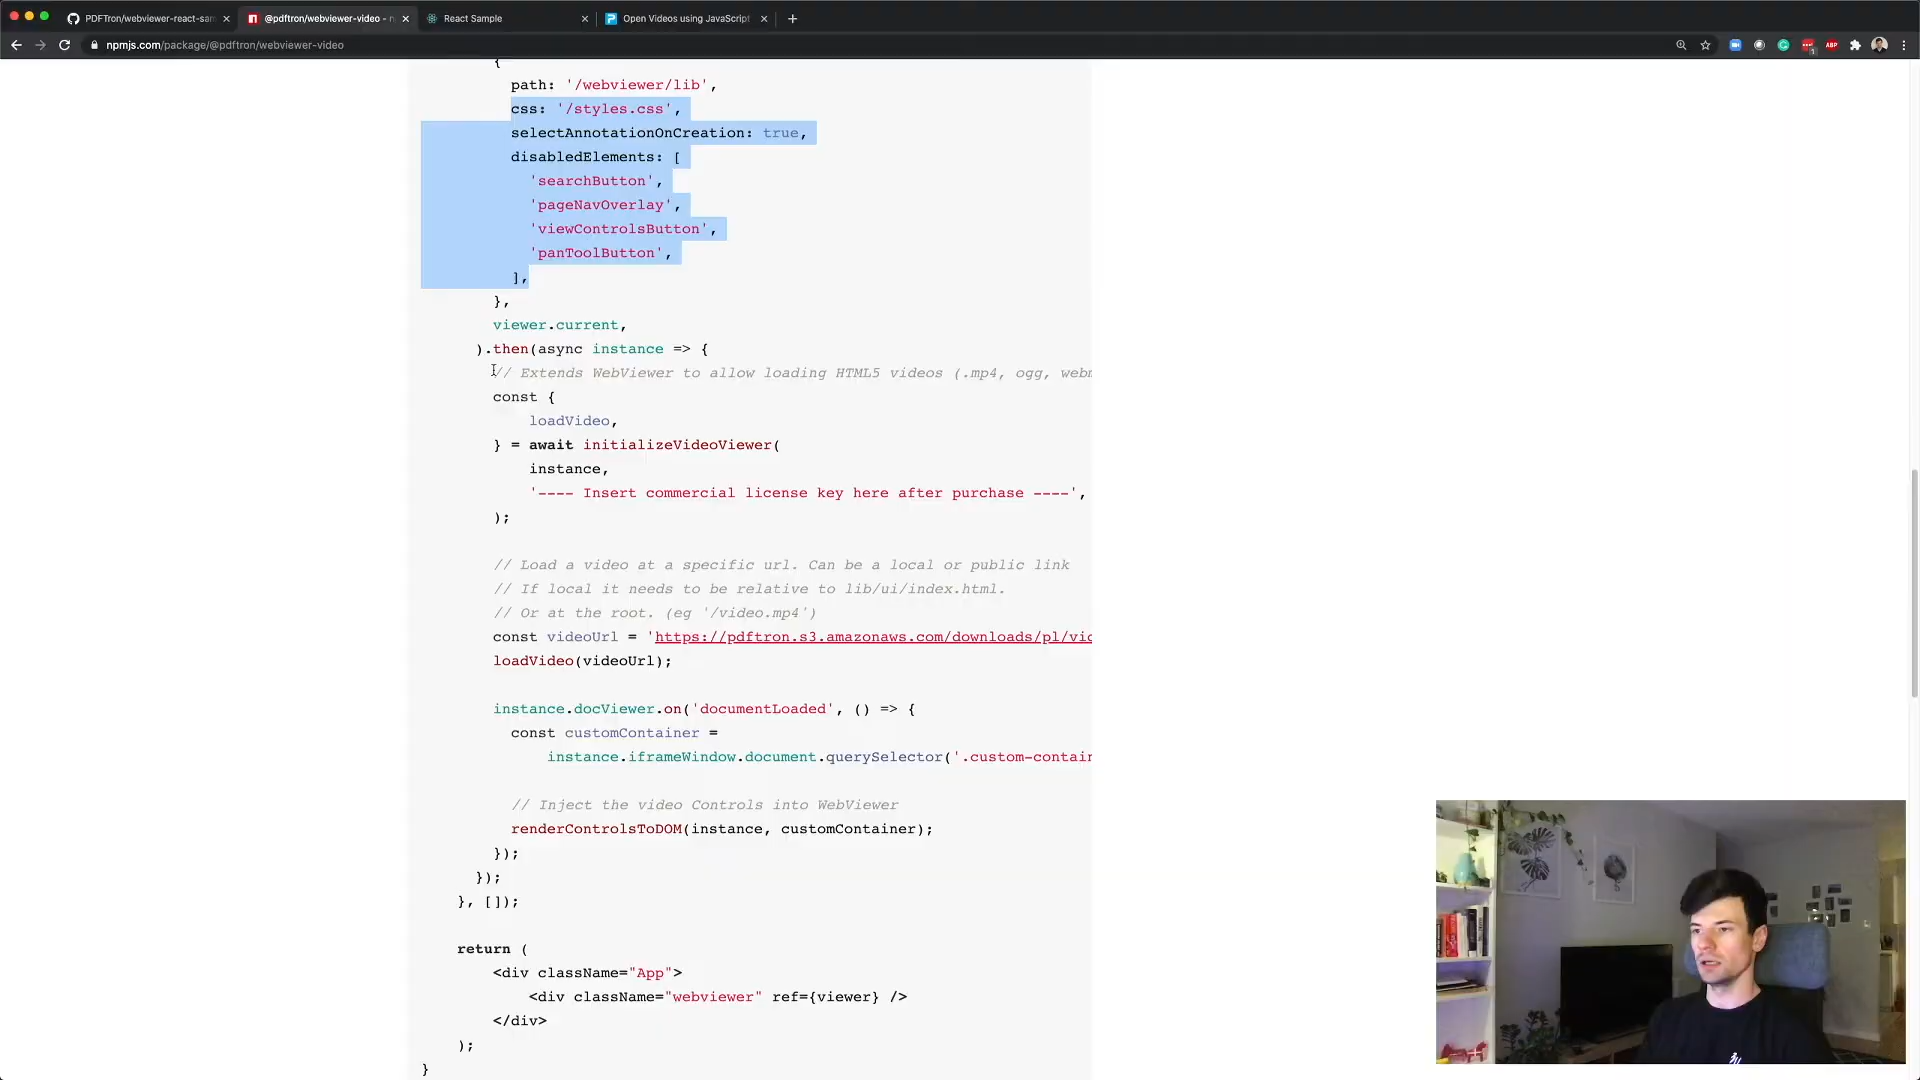 PDFTron/webviewer-react-sam
@pdftron/webviewer-video - n
React Sample
Open Videos using JavaScript
npmjs.com/package/@pdftron/webviewer-video
ABP
{
path: '/webviewer/lib',
css: '/styles.css',
selectAnnotationOnCreation: true,
disabledElements: [
'searchButton',
'pageNavOverlay',
'viewControlsButton',
'panToolButton',
],
},
viewer.current,
).then(async instance => {
// Extends WebViewer to allow loading HTML5 videos (.mp4, ogg, webm
const {
loadVideo,
} = await initializeVideoViewer(
instance,
'---- Insert commercial license key here after purchase ----',
);
// Load a video at a specific url. Can be a local or public link
// If local it needs to be relative to lib/ui/index.html.
// Or at the root. (eg '/video.mp4')
const videoUrl = 'https://pdftron.s3.amazonaws.com/downloads/pl/vid
loadVideo(videoUrl);
instance.docViewer.on('documentLoaded', () => {
const customContainer =
instance.iframeWindow.document.querySelector('.custom-contain
// Inject the video Controls into WebViewer
renderControlsToDOM(instance, customContainer);
});
});
}, []);
return (
<div className="App">
<div className="webviewer" ref={viewer} />
</div>
);
}